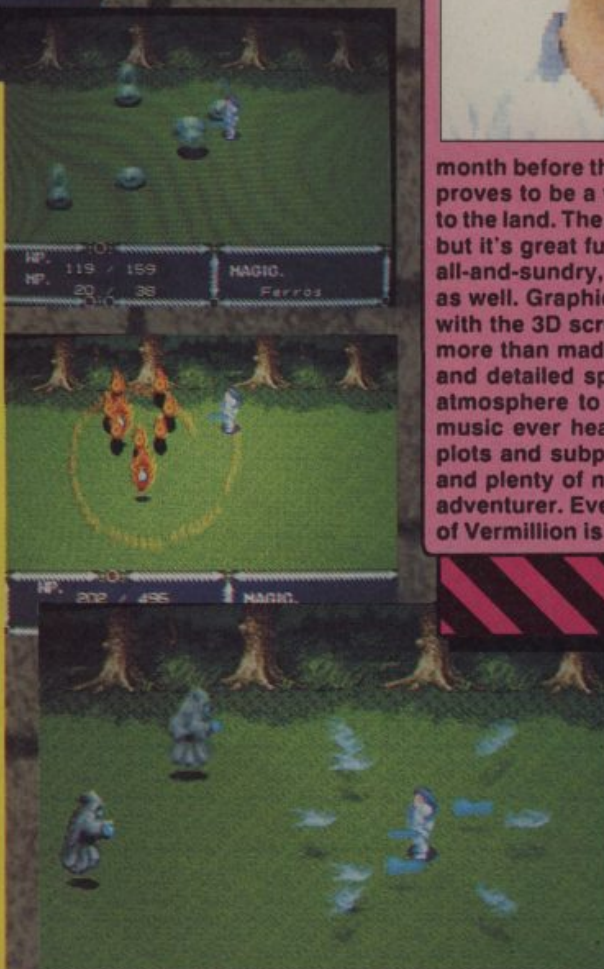 HP. 119 / 159
MP. 20 / 38
MAGIC.
Ferros
HP. 202 / 495
MAGIC.
month before th
proves to be a
to the land. The
but it's great fu
all-and-sundry,
as well. Graphi
with the 3D scr
more than mad
and detailed sp
atmosphere to
music ever hea
plots and subp
and plenty of n
adventurer. Eve
of Vermillion is